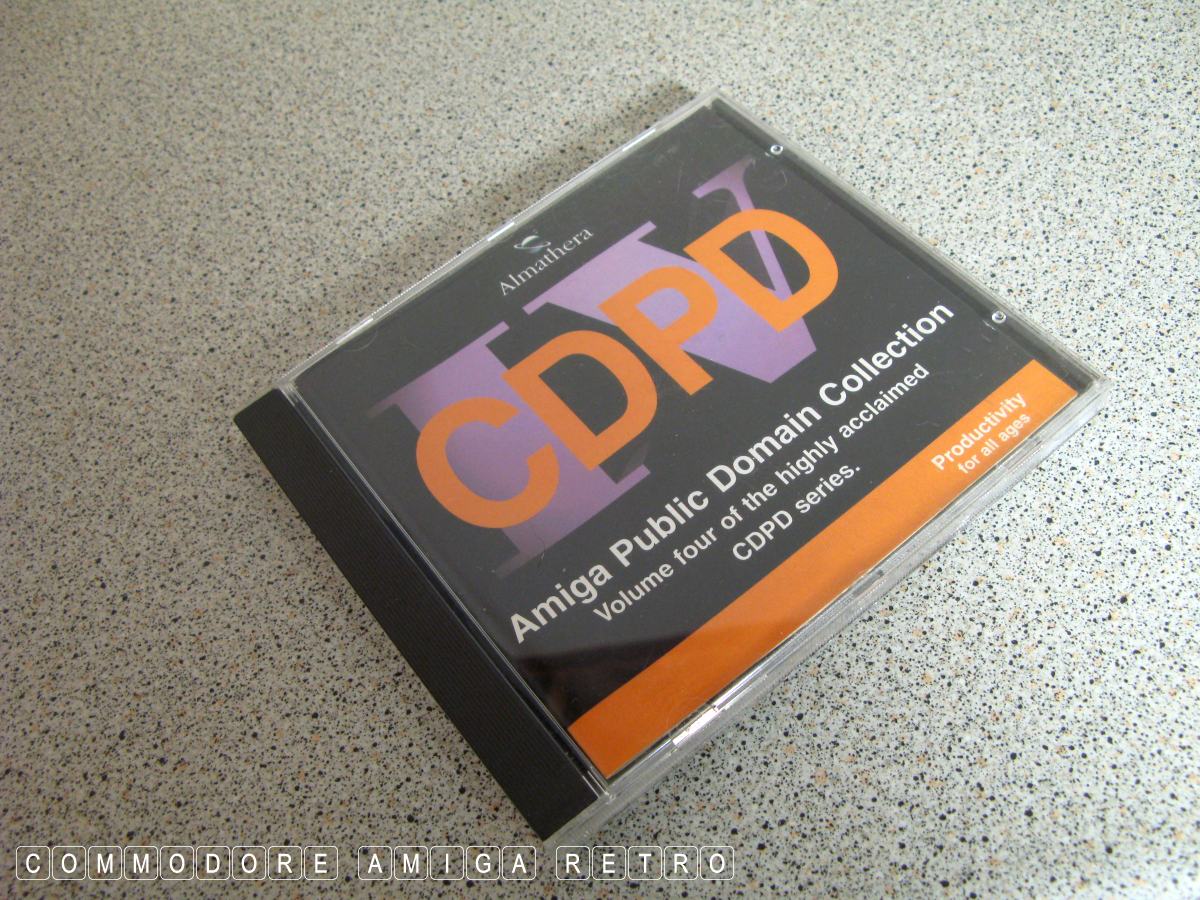 Almathera
IV
CDPD
Amiga Public Domain Collection
Volume four of the highly acclaimed
CDPD series.
Productivity
for all ages
COMMODORE AMIGA RETRO